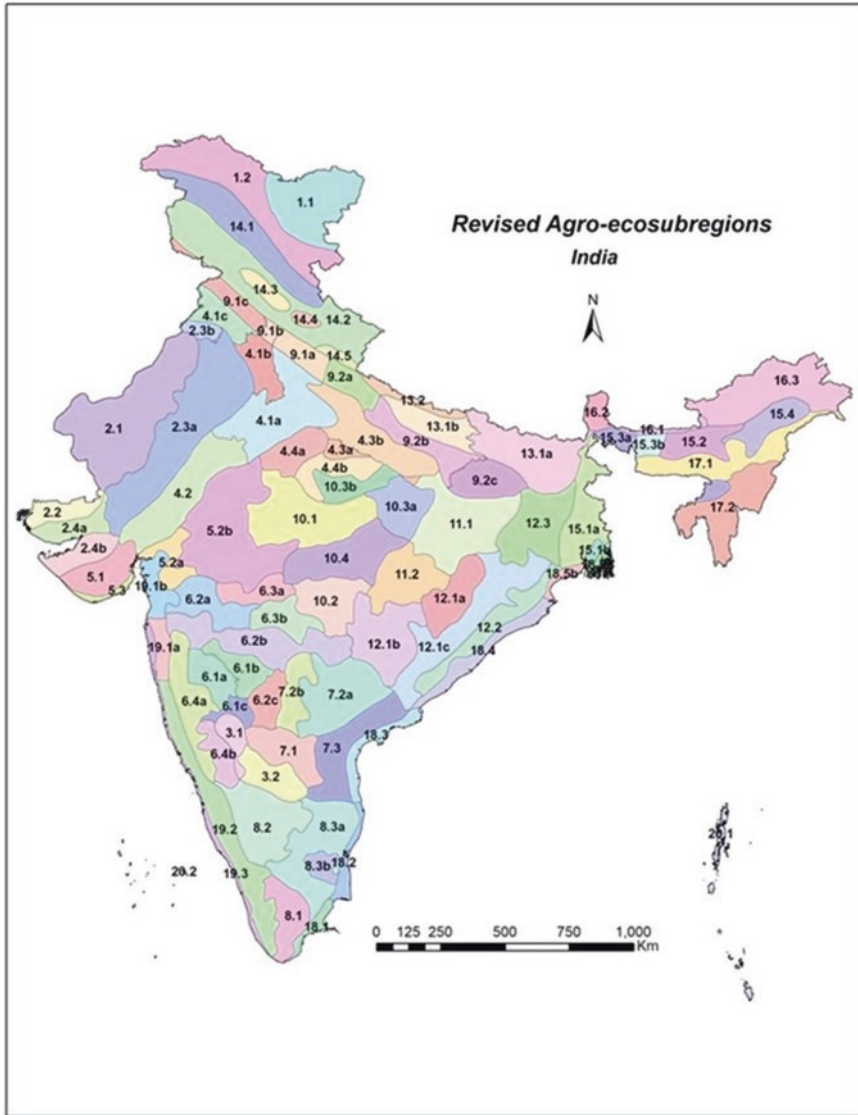 1.2
1.1
Revised Agro-ecosubregions
India
14.1
N
14.3
9.1c
4.1c
14.4
14.2
2.3b
9.1b
4.1b
9.1a
14.5
9.2a
16.3
13.2
16.2
2.1
2.3a
4.1a
13.1b
16.1
15.4
4.3b
9.2b
15.3a
15.3b
15.2
4.4a
4.3a
13.1a
17.1
4.4b
9.2c
4.2
10.3b
2.2
10.3a
17.2
2.4a
5.2b
10.1
11.1
12.3
15.1a
2.4b
15.1b
10.4
5.2a
5.1
11.2
18.5b
5.3
19.1b
6.3a
12.1a
6.2a
10.2
6.3b
12.2
6.2b
12.1b
12.1c
19.1a
18.4
6.1b
6.1a
7.2b
7.2a
6.4a
6.2c
6.1c
3.1
18.3
6.4b
7.1
7.3
3.2
19.2
8.2
8.3a
20.1
18.2
8.3b
20.2
19.3
8.1
18.1
0 125 250 500 750 1,000
Km